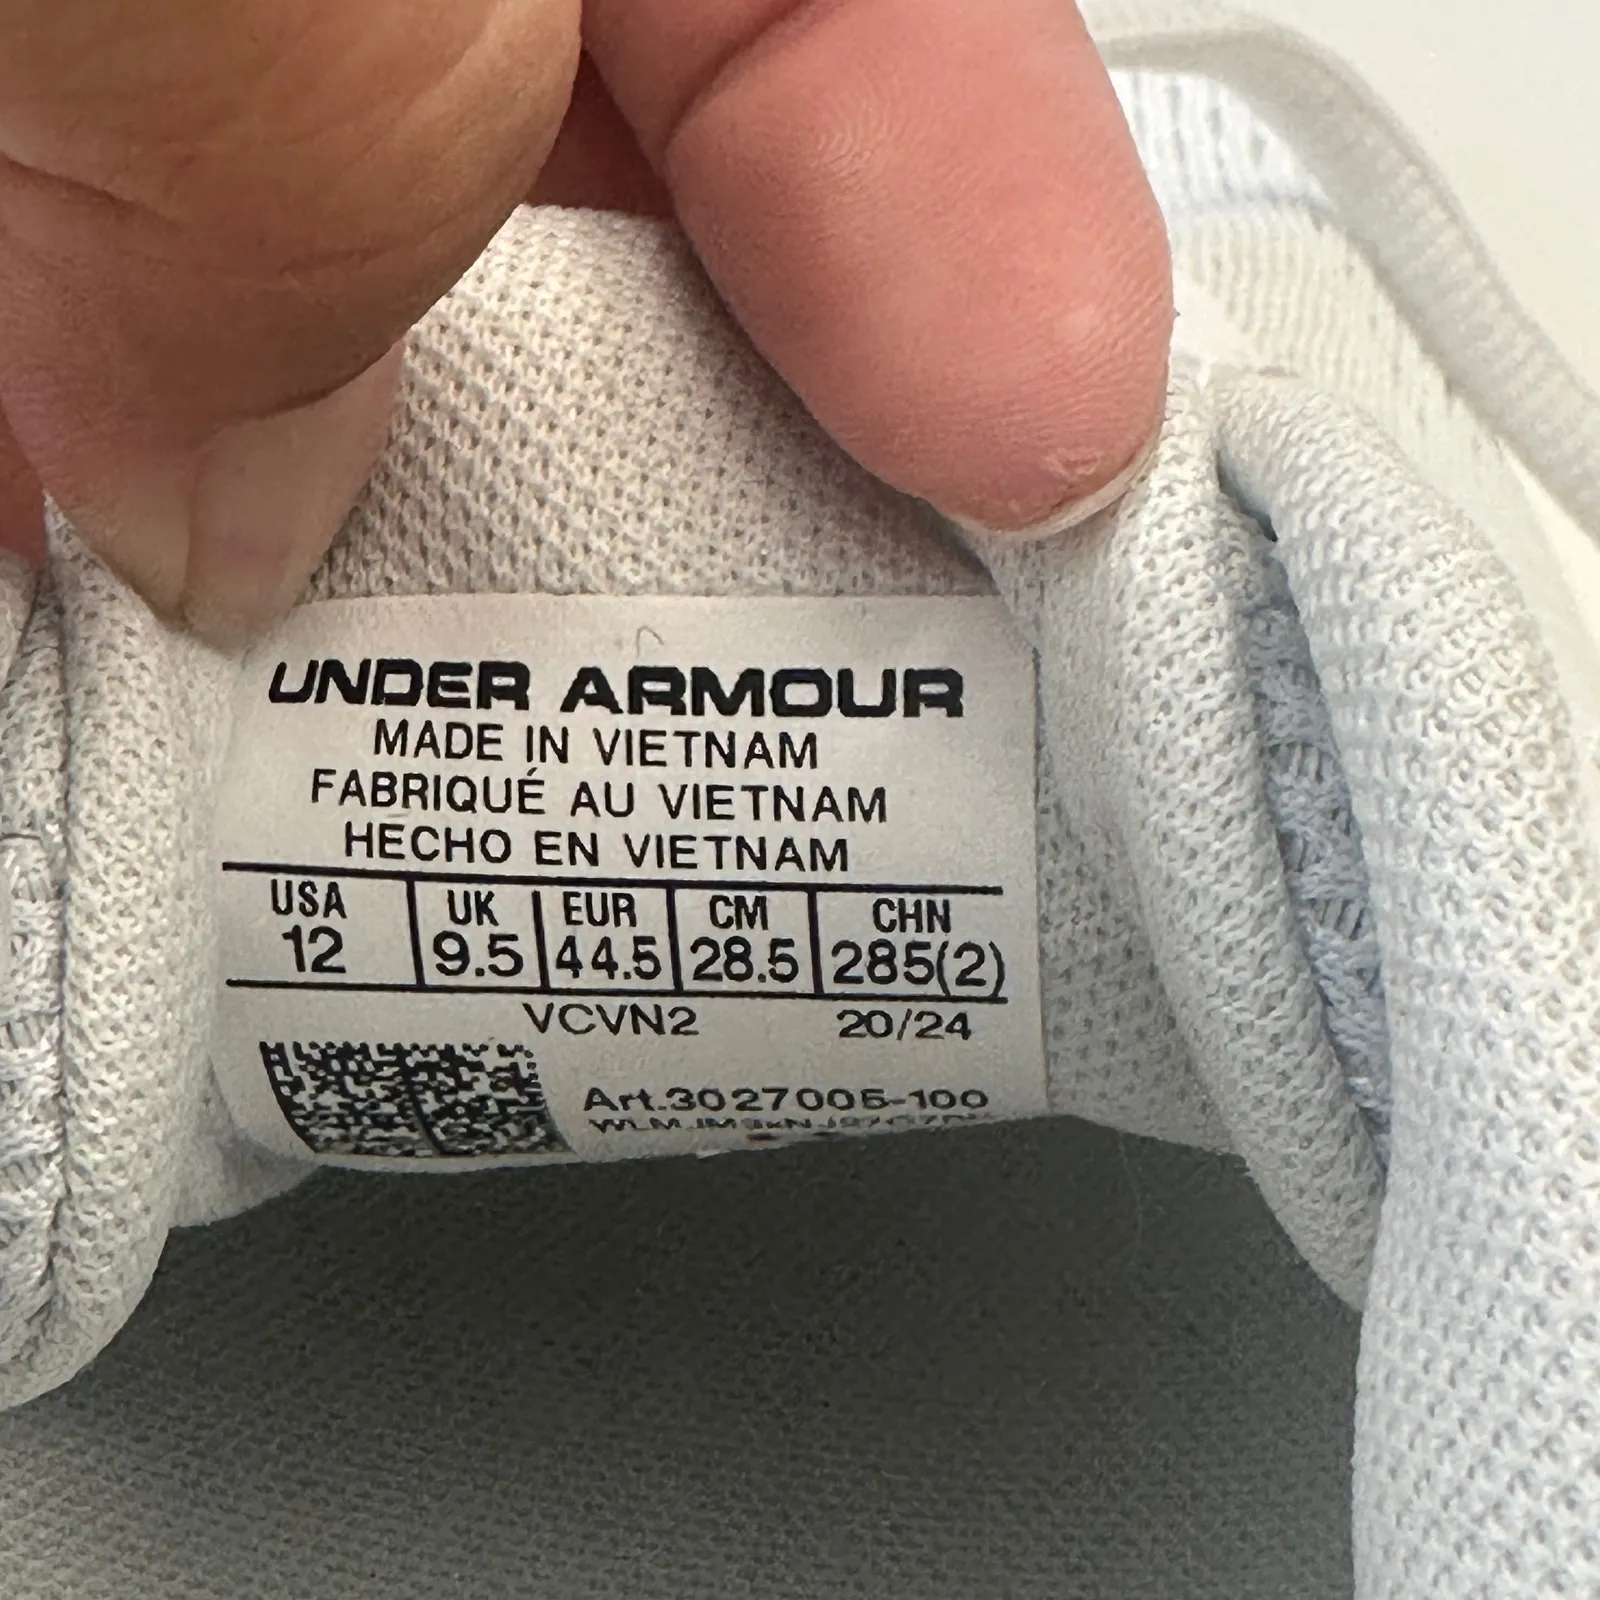 UNDER ARMOUR
MADE IN VIETNAM
FABRIQUÉ AU VIETNAM
HECHO EN VIETNAM
USA UK EUR CM CHN
12 9.5 44.5 28.5 285(2)
VCVN2 20/24
Art.3027005-100